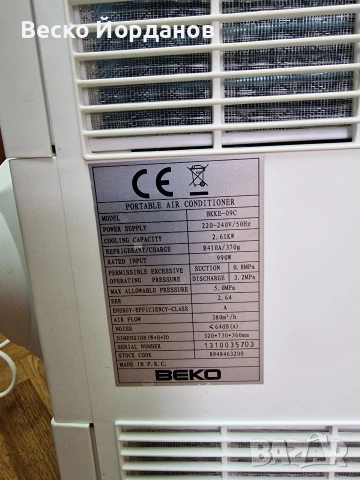 Веско Йорданов
CE
PORTABLE AIR CONDITIONER
MODEL BKKE-09C
POWER SUPPLY 220-240V/50Hz
COOLING CAPACITY 2.61KW
REFRIGERANT/CHARGE R410A/370g
RATED INPUT 990W
PERMISSIBLE EXCESSIVE OPERATING PRESSURE SUCTION 0.8MPa
DISCHARGE 3.2MPa
MAX ALLOWABLE PRESSURE 5.0MPa
EER 2.64
ENERGY-EFFICIENCY-CLASS A
AIR FLOW 380m³/h
NOISE ≤64dB(A)
DIMENSION(W*H*D) 320*730*360mm
SERIAL NUMBER 1310035703
STOCK CODE 8948463200
MADE IN P.R.C.
BEKO
BAZAR